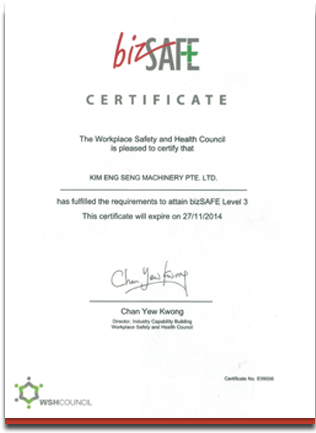 bizSAFE
CERTIFICATE
The Workplace Safety and Health Council
is pleased to certify that
KIM ENG SENG MACHINERY PTE. LTD.
has fulfilled the requirements to attain bizSAFE Level 3
This certificate will expire on 27/11/2014
Chan Yew Kwong
Chan Yew Kwong
Director, Industry Capability Building
Workplace Safety and Health Council
Certificate No.
WSHCOUNCIL